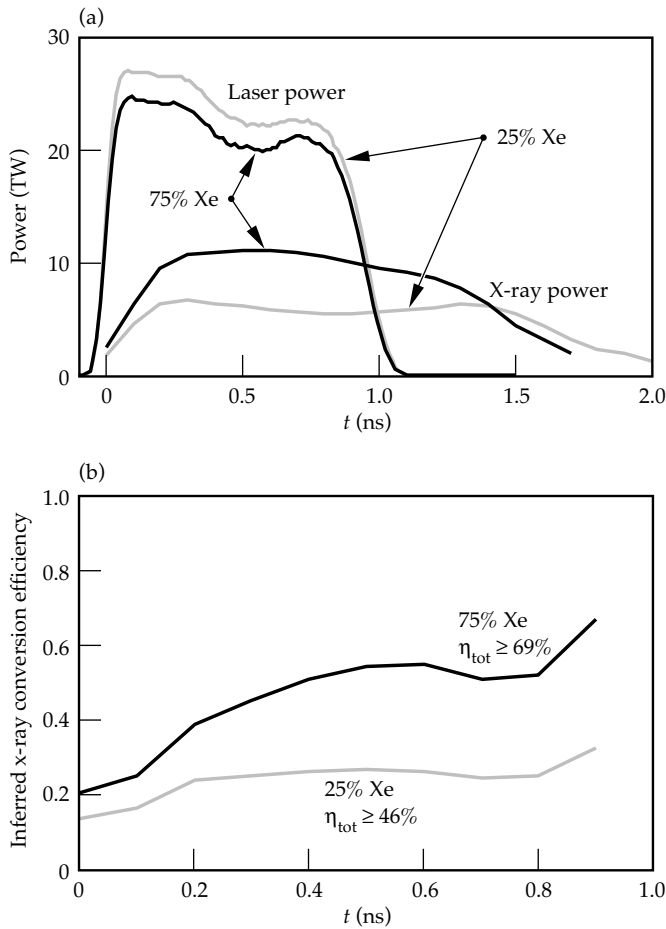 (a)
30
20
10
0
Power (TW)
Laser power
25% Xe
75% Xe
X-ray power
0
0.5
1.0
1.5
2.0
t (ns)
(b)
1.0
0.8
0.6
0.4
0.2
0
Inferred x-ray conversion efficiency
75% Xe
ηtot ≥ 69%
25% Xe
ηtot ≥ 46%
0
0.2
0.4
0.6
0.8
1.0
t (ns)